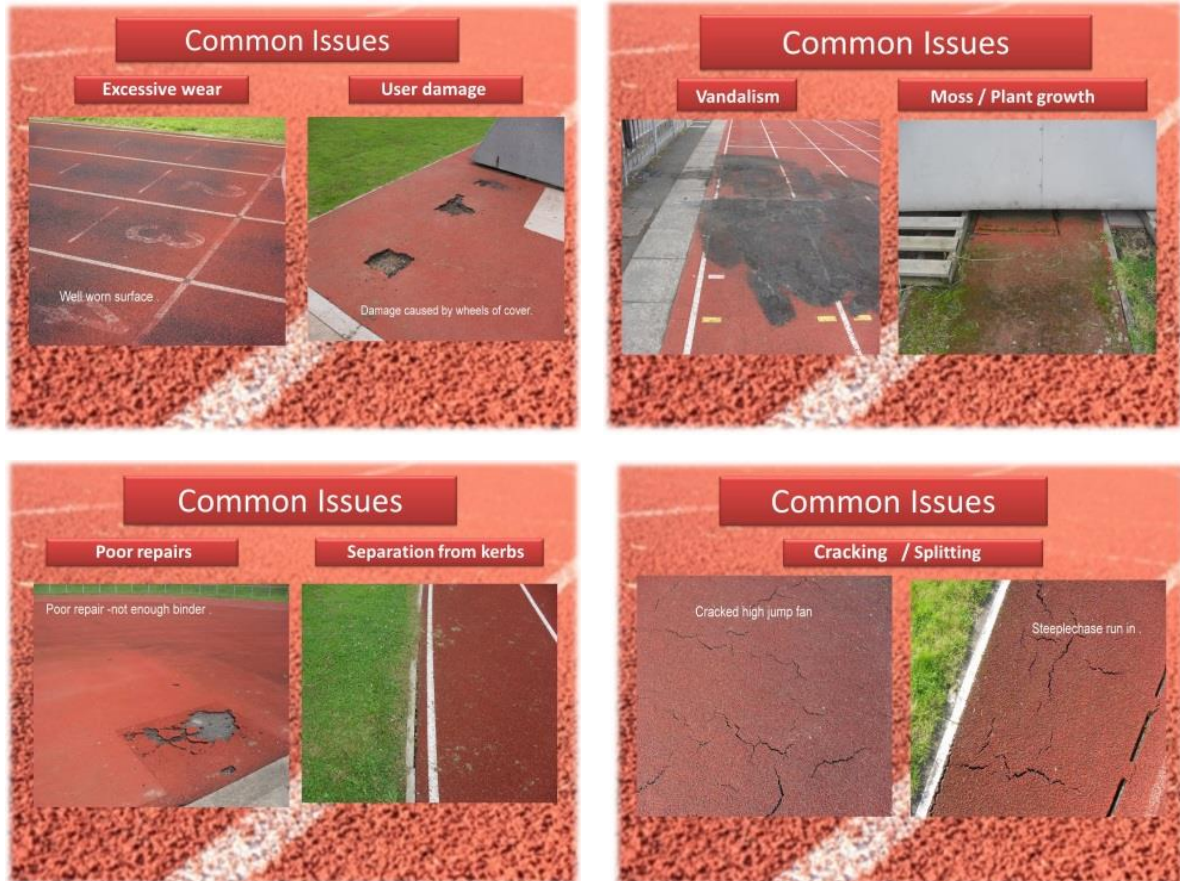 Common Issues
Excessive wear
User damage
Well worn surface .
Damage caused by wheels of cover.
Common Issues
Vandalism
Moss / Plant growth
Common Issues
Poor repairs
Separation from kerbs
Poor repair -not enough binder .
Common Issues
Cracking / Splitting
Cracked high jump fan
Steeplechase run in .